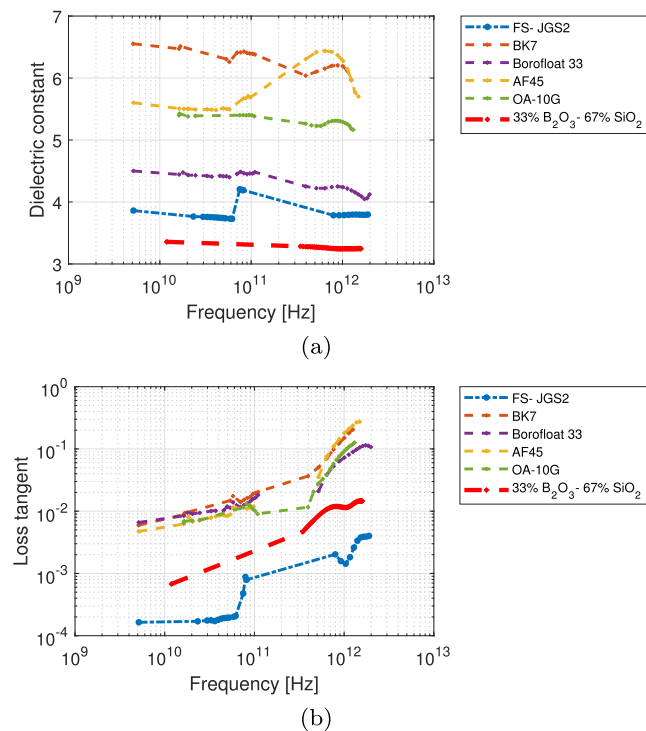 7
6
5
4
3
Dielectric constant
10^9
10^10
10^11
10^12
10^13
Frequency [Hz]
FS- JGS2
BK7
Borofloat 33
AF45
OA-10G
33% B₂O₃- 67% SiO₂
(a)
10^0
10^-1
10^-2
10^-3
10^-4
Loss tangent
10^9
10^10
10^11
10^12
10^13
Frequency [Hz]
FS- JGS2
BK7
Borofloat 33
AF45
OA-10G
33% B₂O₃- 67% SiO₂
(b)